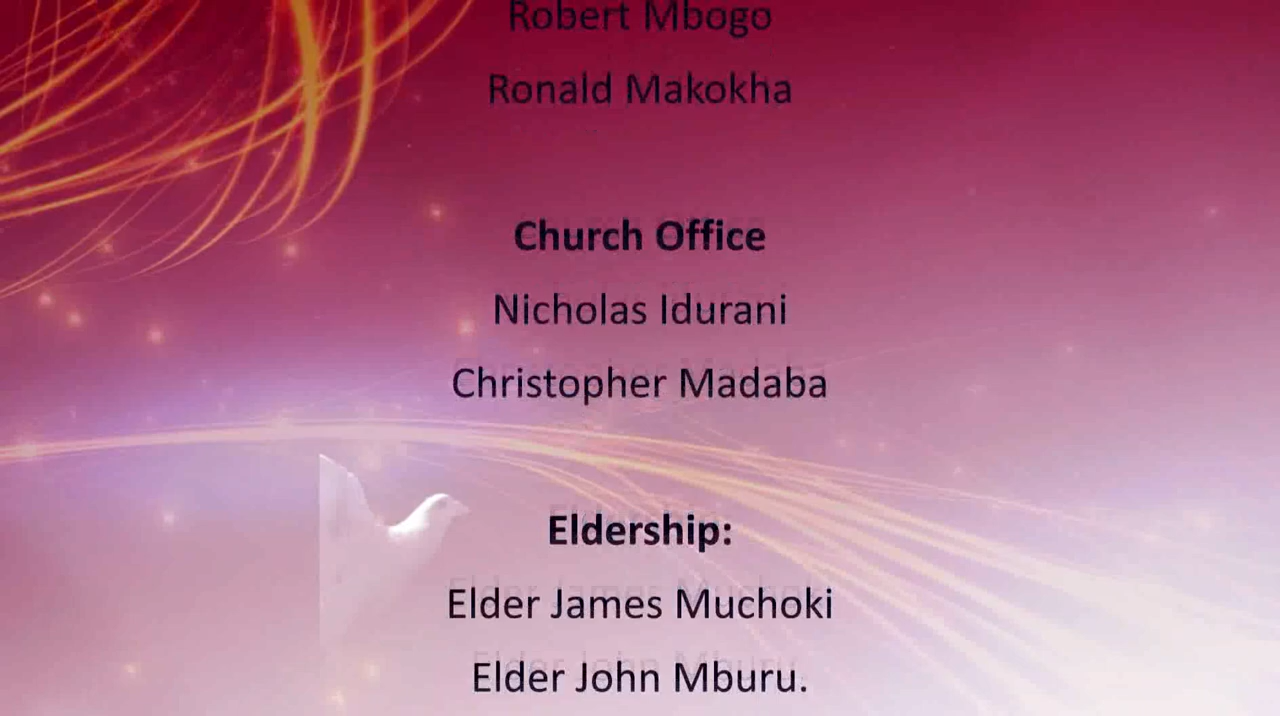 Robert Mbogo
Ronald Makokha
Church Office
Nicholas Idurani
Christopher Madaba
Eldership:
Elder James Muchoki
Elder John Mburu.